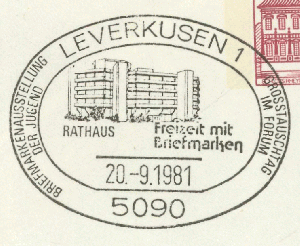 LEVERKUSEN 1
BRIEFMARKENAUSSTELLUNG
DER JUGEND
GROSSTAUSCHTAG
IM FORUM
RATHAUS
Freizeit mit
Briefmarken
20.-9.1981
5090